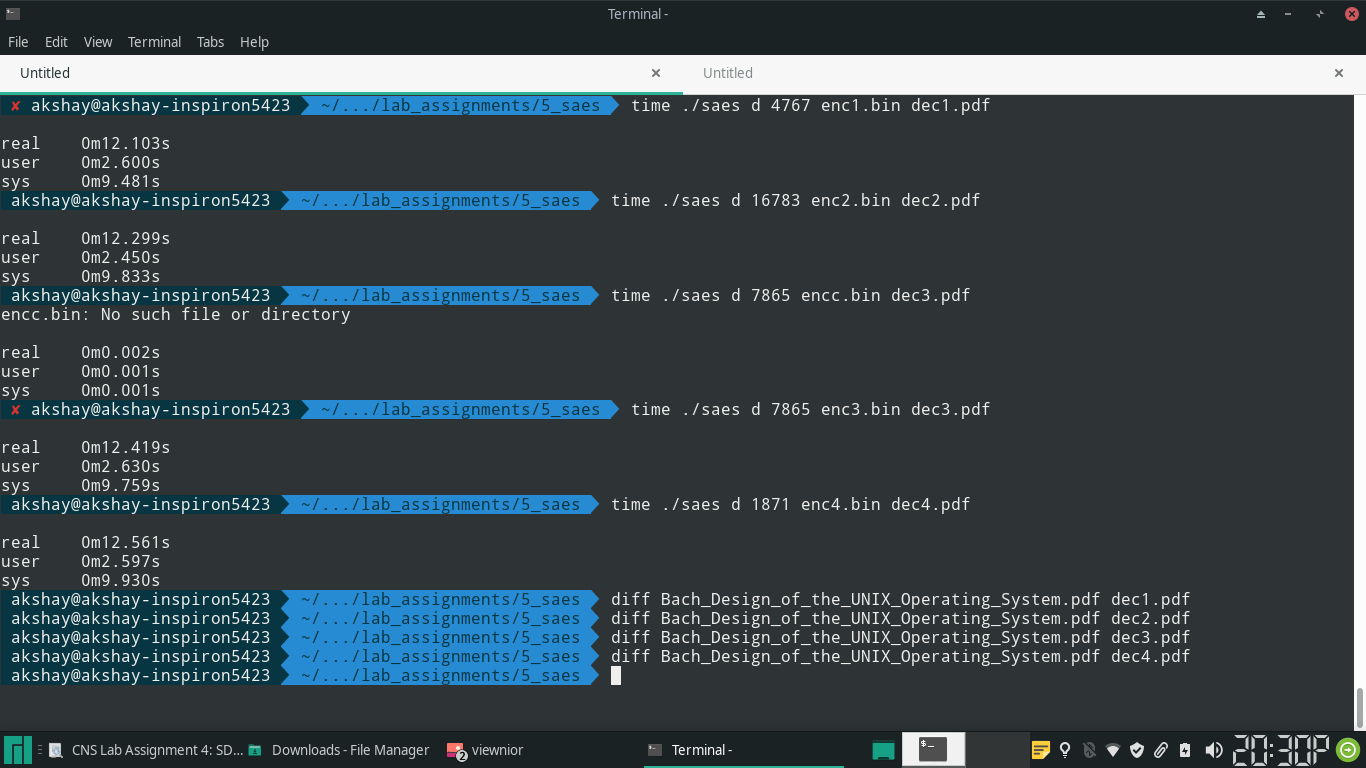 Terminal -
File Edit View Terminal Tabs Help
Untitled Untitled
✘ akshay@akshay-inspiron5423 ~/.../lab_assignments/5_saes time ./saes d 4767 enc1.bin dec1.pdf
real 0m12.103s
user 0m2.600s
sys 0m9.481s
akshay@akshay-inspiron5423 ~/.../lab_assignments/5_saes time ./saes d 16783 enc2.bin dec2.pdf
real 0m12.299s
user 0m2.450s
sys 0m9.833s
akshay@akshay-inspiron5423 ~/.../lab_assignments/5_saes time ./saes d 7865 encc.bin dec3.pdf
encc.bin: No such file or directory
real 0m0.002s
user 0m0.001s
sys 0m0.001s
✘ akshay@akshay-inspiron5423 ~/.../lab_assignments/5_saes time ./saes d 7865 enc3.bin dec3.pdf
real 0m12.419s
user 0m2.630s
sys 0m9.759s
akshay@akshay-inspiron5423 ~/.../lab_assignments/5_saes time ./saes d 1871 enc4.bin dec4.pdf
real 0m12.561s
user 0m2.597s
sys 0m9.930s
akshay@akshay-inspiron5423 ~/.../lab_assignments/5_saes diff Bach_Design_of_the_UNIX_Operating_System.pdf dec1.pdf
akshay@akshay-inspiron5423 ~/.../lab_assignments/5_saes diff Bach_Design_of_the_UNIX_Operating_System.pdf dec2.pdf
akshay@akshay-inspiron5423 ~/.../lab_assignments/5_saes diff Bach_Design_of_the_UNIX_Operating_System.pdf dec3.pdf
akshay@akshay-inspiron5423 ~/.../lab_assignments/5_saes diff Bach_Design_of_the_UNIX_Operating_System.pdf dec4.pdf
akshay@akshay-inspiron5423 ~/.../lab_assignments/5_saes
CNS Lab Assignment 4: SD... Downloads - File Manager 2 viewnior Terminal - 20:30P